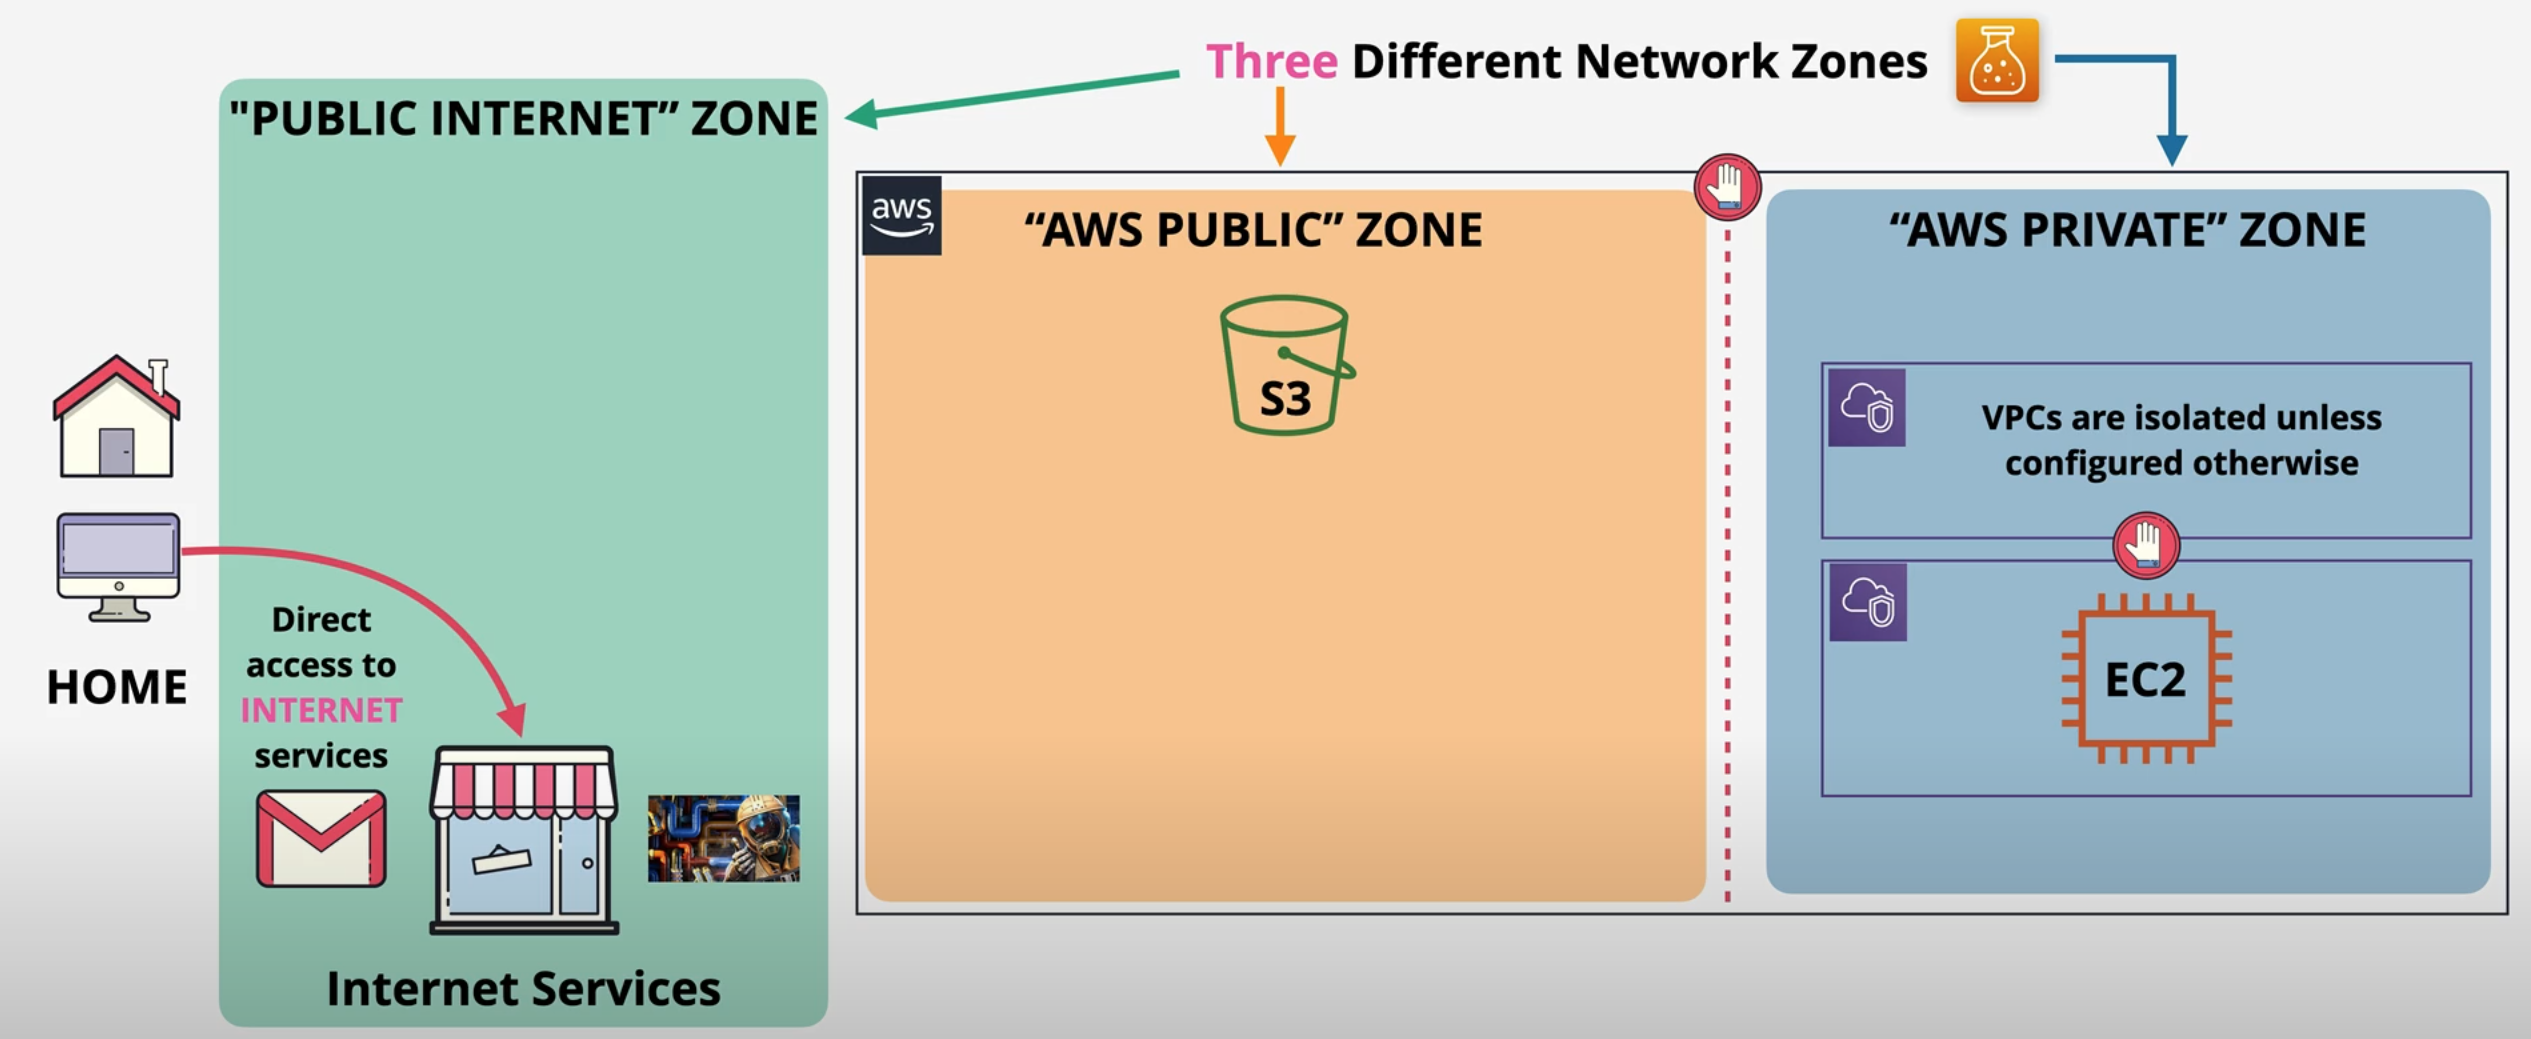 Three Different Network Zones
"PUBLIC INTERNET” ZONE
aws
“AWS PUBLIC” ZONE
“AWS PRIVATE” ZONE
S3
VPCs are isolated unless
configured otherwise
EC2
HOME
Direct
access to
INTERNET
services
Internet Services